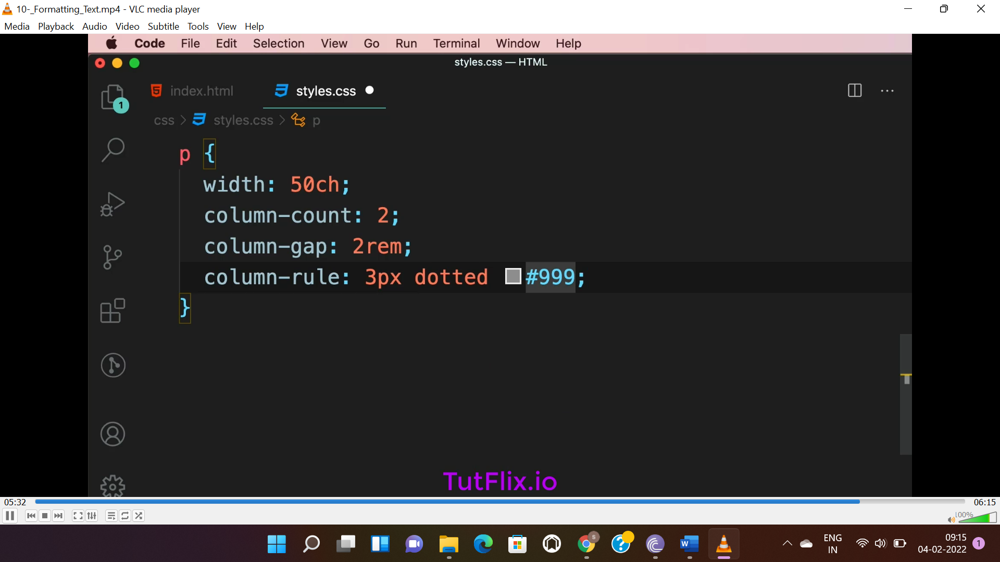 10-_Formatting_Text.mp4 - VLC media player
Media Playback Audio Video Subtitle Tools View Help
Code File Edit Selection View Go Run Terminal Window Help
styles.css — HTML
index.html styles.css
1
css > styles.css > p
p {
width: 50ch;
column-count: 2;
column-gap: 2rem;
column-rule: 3px dotted #999;
}
TutFlix.io
05:32 06:15
100%
ENG
IN
09:15
04-02-2022
1